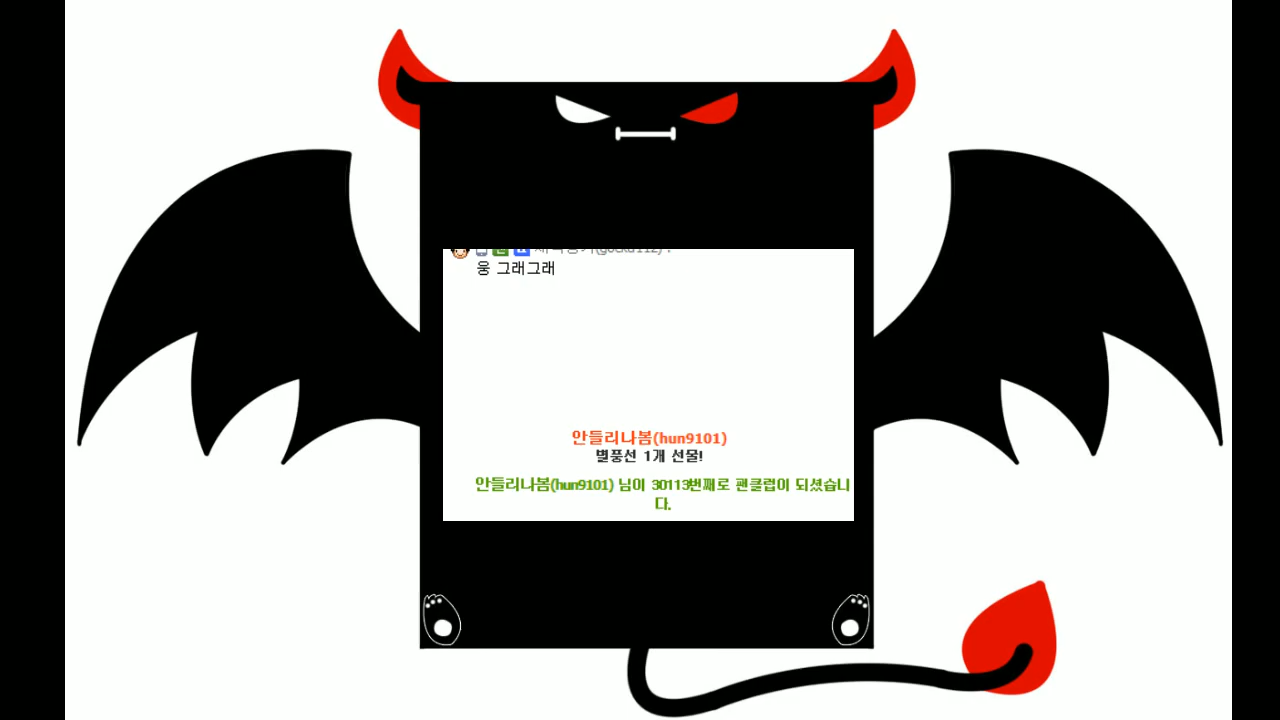 웅 그래그래
안들리나봄(hun9101)
별풍선 1개 선물!
안들리나봄(hun9101) 님이 30113번째로 팬클럽이 되셨습니
다.